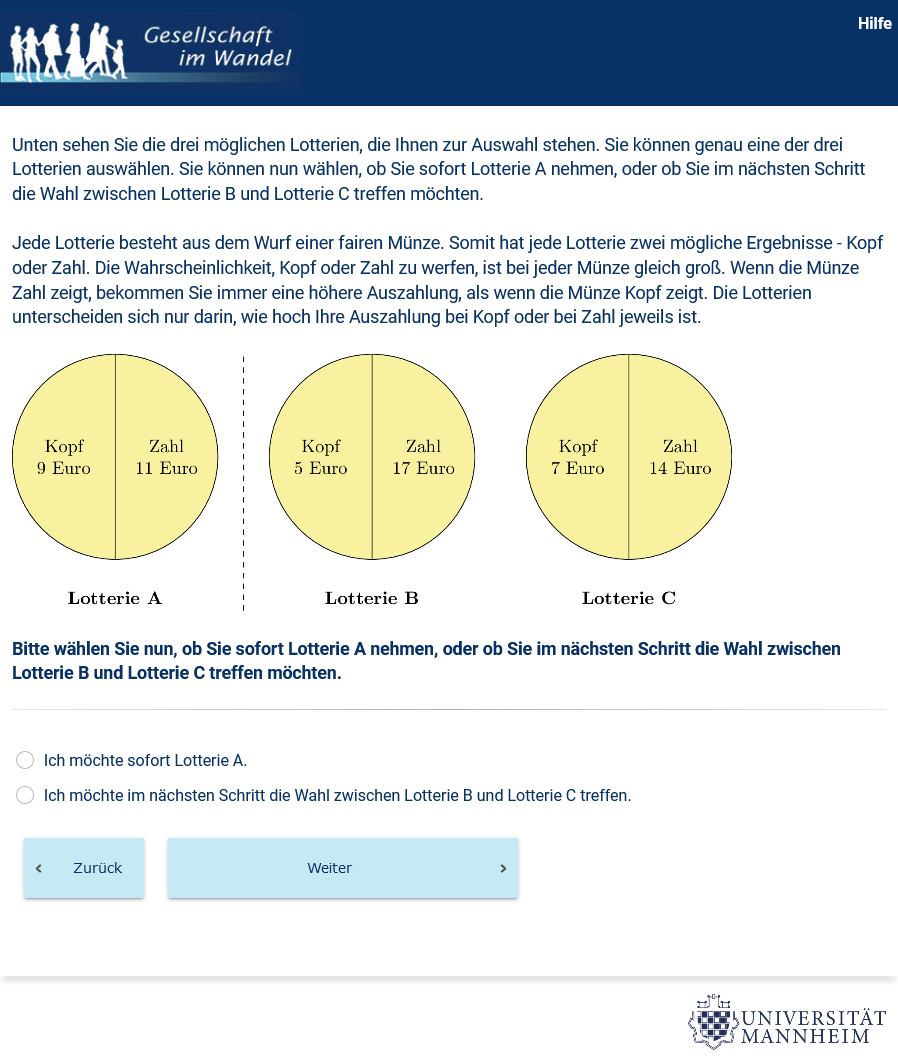 Gesellschaft
im Wandel
Hilfe
Unten sehen Sie die drei möglichen Lotterien, die Ihnen zur Auswahl stehen. Sie können genau eine der drei
Lotterien auswählen. Sie können nun wählen, ob Sie sofort Lotterie A nehmen, oder ob Sie im nächsten Schritt
die Wahl zwischen Lotterie B und Lotterie C treffen möchten.
Jede Lotterie besteht aus dem Wurf einer fairen Münze. Somit hat jede Lotterie zwei mögliche Ergebnisse - Kopf
oder Zahl. Die Wahrscheinlichkeit, Kopf oder Zahl zu werfen, ist bei jeder Münze gleich groß. Wenn die Münze
Zahl zeigt, bekommen Sie immer eine höhere Auszahlung, als wenn die Münze Kopf zeigt. Die Lotterien
unterscheiden sich nur darin, wie hoch Ihre Auszahlung bei Kopf oder bei Zahl jeweils ist.
Kopf
9 Euro
Zahl
11 Euro
Lotterie A
Kopf
5 Euro
Zahl
17 Euro
Lotterie B
Kopf
7 Euro
Zahl
14 Euro
Lotterie C
Bitte wählen Sie nun, ob Sie sofort Lotterie A nehmen, oder ob Sie im nächsten Schritt die Wahl zwischen
Lotterie B und Lotterie C treffen möchten.
Ich möchte sofort Lotterie A.
Ich möchte im nächsten Schritt die Wahl zwischen Lotterie B und Lotterie C treffen.
Zurück
Weiter
UNIVERSITÄT
MANNHEIM